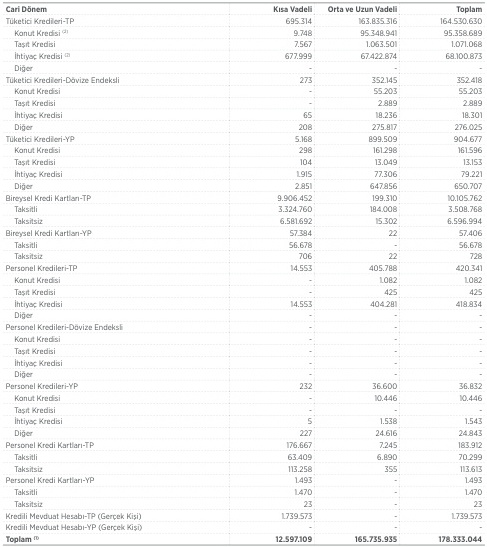 Cari Dönem Kısa Vadeli Orta ve Uzun Vadeli Toplam
Tüketici Kredileri-TP 695.314 163.835.316 164.530.630
Konut Kredisi (2) 9.748 95.348.941 95.358.689
Taşıt Kredisi 7.567 1.063.501 1.071.068
İhtiyaç Kredisi (2) 677.999 67.422.874 68.100.873
Diğer - - -
Tüketici Kredileri-Dövize Endeksli 273 352.145 352.418
Konut Kredisi - 55.203 55.203
Taşıt Kredisi - 2.889 2.889
İhtiyaç Kredisi 65 18.236 18.301
Diğer 208 275.817 276.025
Tüketici Kredileri-YP 5.168 899.509 904.677
Konut Kredisi 298 161.298 161.596
Taşıt Kredisi 104 13.049 13.153
İhtiyaç Kredisi 1.915 77.306 79.221
Diğer 2.851 647.856 650.707
Bireysel Kredi Kartları-TP 9.906.452 199.310 10.105.762
Taksitli 3.324.760 184.008 3.508.768
Taksitsiz 6.581.692 15.302 6.596.994
Bireysel Kredi Kartları-YP 57.384 22 57.406
Taksitli 56.678 - 56.678
Taksitsiz 706 22 728
Personel Kredileri-TP 14.553 405.788 420.341
Konut Kredisi - 1.082 1.082
Taşıt Kredisi - 425 425
İhtiyaç Kredisi 14.553 404.281 418.834
Diğer - - -
Personel Kredileri-Dövize Endeksli - - -
Konut Kredisi - - -
Taşıt Kredisi - - -
İhtiyaç Kredisi - - -
Diğer - - -
Personel Kredileri-YP 232 36.600 36.832
Konut Kredisi - 10.446 10.446
Taşıt Kredisi - - -
İhtiyaç Kredisi 5 1.538 1.543
Diğer 227 24.616 24.843
Personel Kredi Kartları-TP 176.667 7.245 183.912
Taksitli 63.409 6.890 70.299
Taksitsiz 113.258 355 113.613
Personel Kredi Kartları-YP 1.493 - 1.493
Taksitli 1.470 - 1.470
Taksitsiz 23 - 23
Kredili Mevduat Hesabı-TP (Gerçek Kişi) 1.739.573 - 1.739.573
Kredili Mevduat Hesabı-YP (Gerçek Kişi) - - -
Toplam (1) 12.597.109 165.735.935 178.333.044